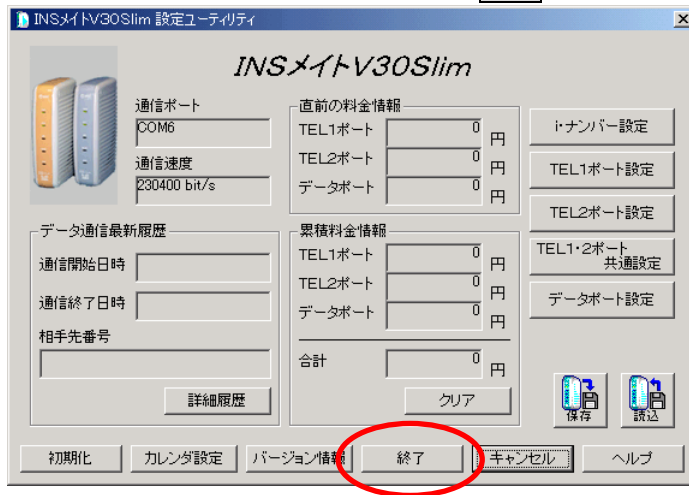 INSメイトV30Slim 設定ユーティリティ
INSメイトV30Slim
通信ポート
COM6
通信速度
230400 bit/s
直前の料金情報
TEL1ポート 0 円
TEL2ポート 0 円
データポート 0 円
i・ナンバー設定
TEL1ポート設定
TEL2ポート設定
TEL1・2ポート
共通設定
データポート設定
データ通信最新履歴
通信開始日時
通信終了日時
相手先番号
詳細履歴
累積料金情報
TEL1ポート 0 円
TEL2ポート 0 円
データポート 0 円
合計 0 円
クリア
保存
読込
初期化
カレンダ設定
バージョン情報
終了
キャンセル
ヘルプ